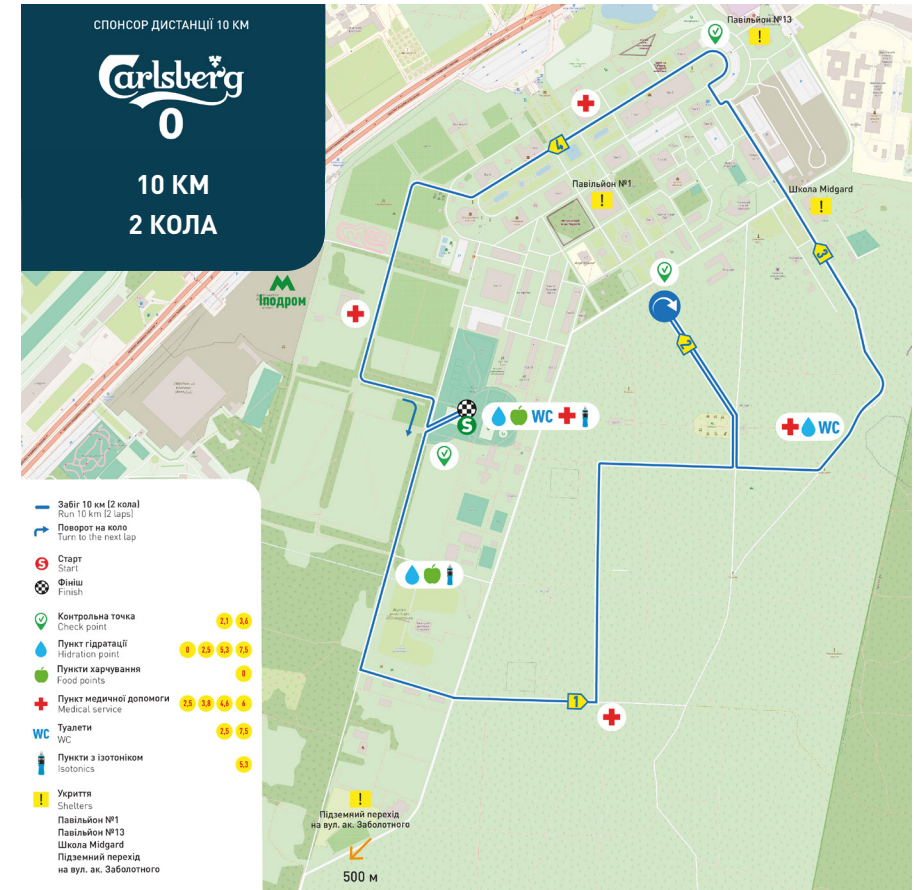 СПОНСОР ДИСТАНЦІЇ 10 КМ
Carlsberg
0
10 КМ
2 КОЛА
Павільйон №13
!
4
Павільйон №1
!
Школа Midgard
!
3
Іподром
2
S
WC
WC
1
!
Підземний перехід
на вул. ак. Заболотного
500 м
Забіг 10 км (2 кола)
Run 10 km (2 laps)
Поворот на коло
Turn to the next lap
S
Старт
Start
Фініш
Finish
Контрольна точка
Check point
2,1 3,6
Пункт гідратації
Hidration point
0 2,5 5,3 7,5
Пункти харчування
Food points
0
Пункт медичної допомоги
Medical service
2,5 3,8 4,6 6
WC
Туалети
WC
2,5 7,5
Пункти з ізотоніком
Isotonics
5,3
!
Укриття
Shelters
Павільйон №1
Павільйон №13
Школа Midgard
Підземний перехід
на вул. ак. Заболотного